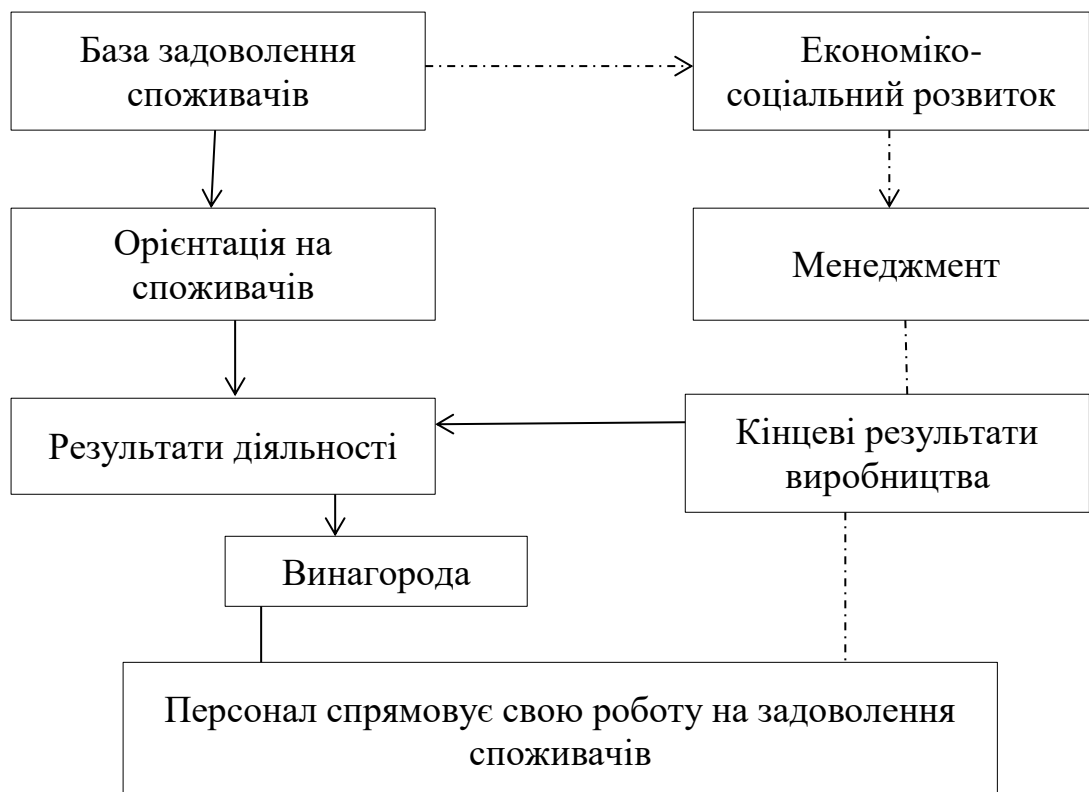 База задоволення
споживачів
Економіко-
соціальний розвиток
Орієнтація на
споживачів
Менеджмент
Результати діяльності
Кінцеві результати
виробництва
Винагорода
Персонал спрямовує свою роботу на задоволення
споживачів